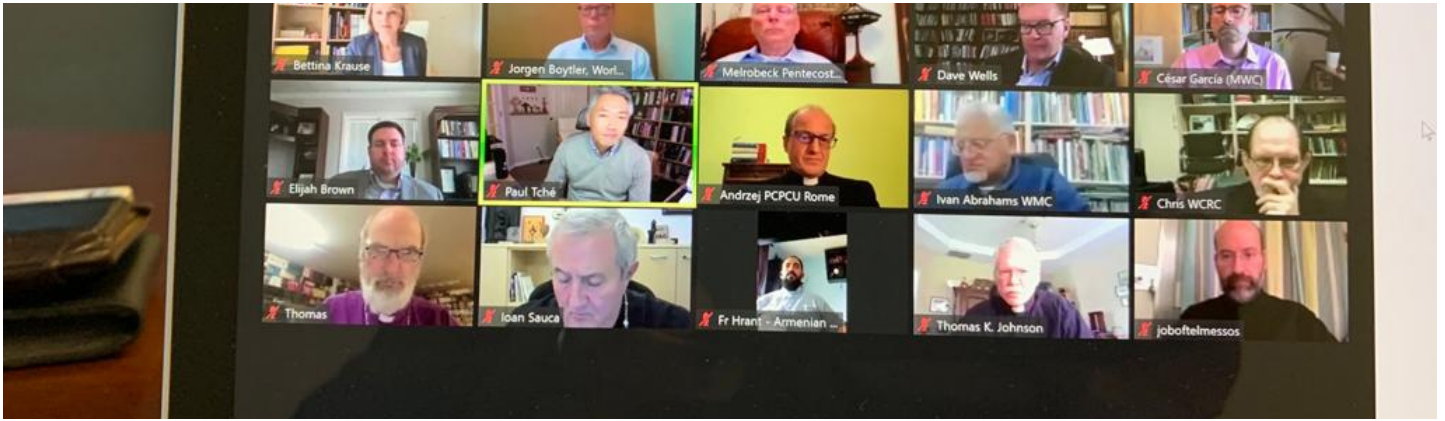 Bettina Krause
Jorgen Boytler, Worl...
Melrobeck Pentecost...
Dave Wells
César García (MWC)
Elijah Brown
Paul Tché
Andrzej PCPCU Rome
Ivan Abrahams WMC
Chris WCRC
Thomas
Ioan Sauca
Fr Hrant - Armenian ...
Thomas K. Johnson
joboftelmessos